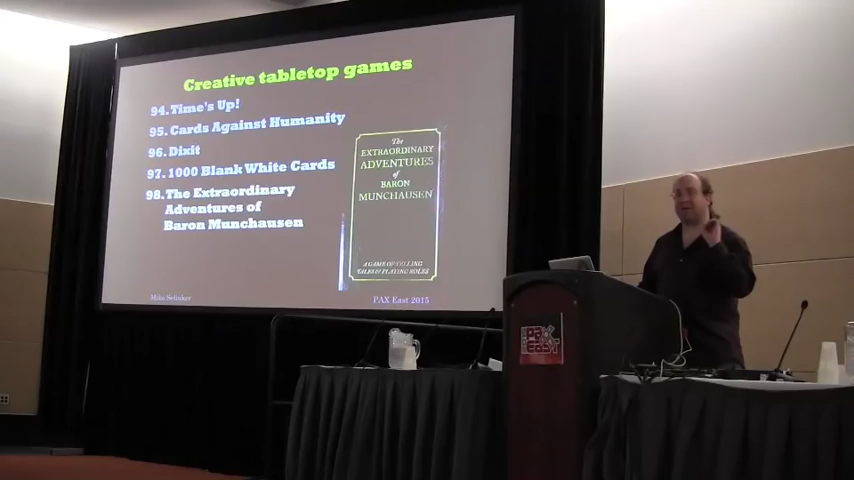 Creative tabletop games
94. Time's Up!
95. Cards Against Humanity
96. Dixit
97. 1000 Blank White Cards
98. The Extraordinary
Adventures of
Baron Munchausen
The
EXTRAORDINARY
ADVENTURES
OF
BARON
MUNCHAUSEN
A GAME OF TELLING
TALES & PLAYING ROLES
Mike Selinker
PAX East 2015
pax
east